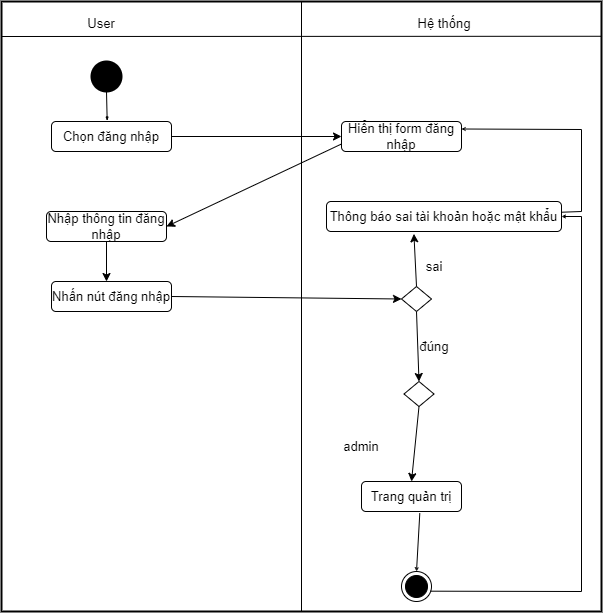 User
Hệ thống
Chọn đăng nhập
Hiển thị form đăng
nhập
Nhập thông tin đăng
nhập
Thông báo sai tài khoản hoặc mật khẩu
sai
Nhấn nút đăng nhập
đúng
admin
Trang quản trị